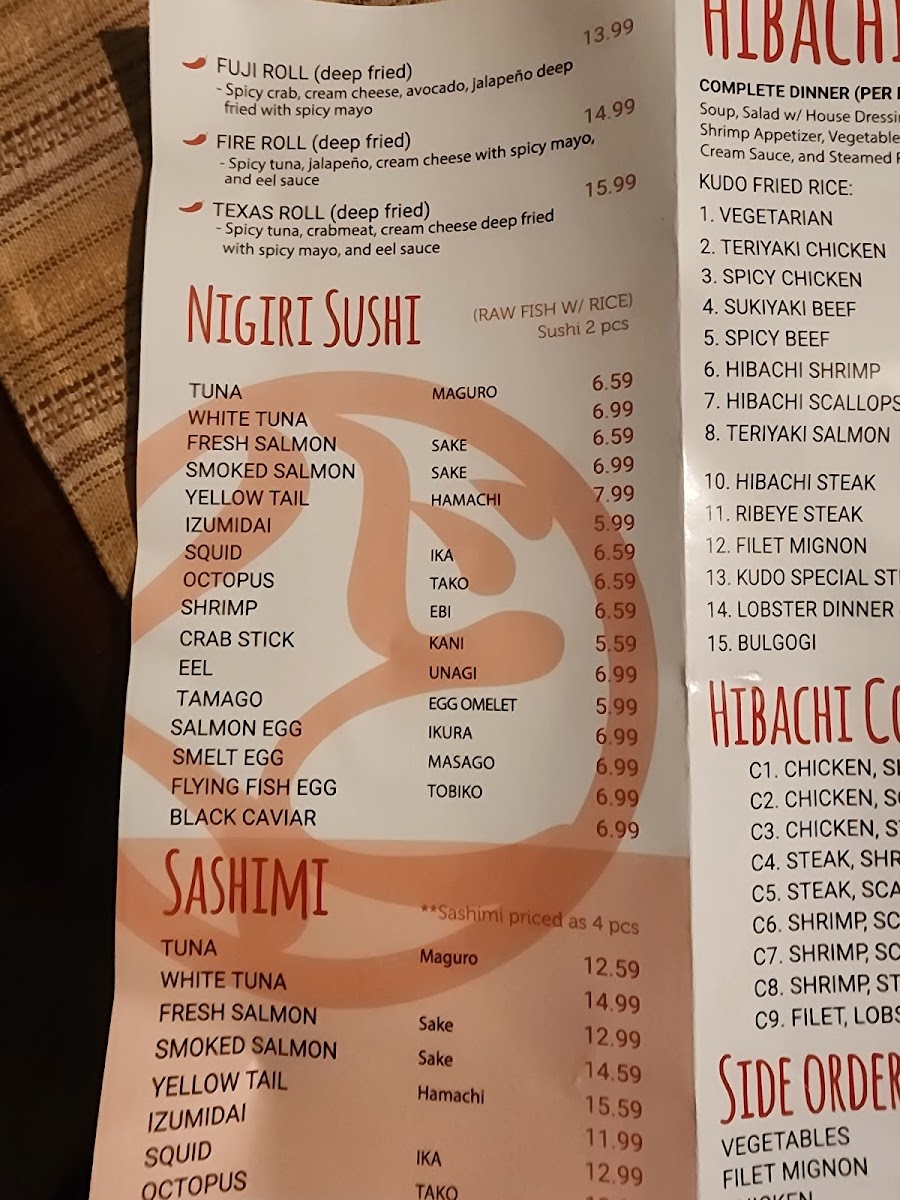 13.99
FUJI ROLL (deep fried)
- Spicy crab, cream cheese, avocado, jalapeño deep
fried with spicy mayo
14.99
FIRE ROLL (deep fried)
- Spicy tuna, jalapeño, cream cheese with spicy mayo,
and eel sauce
15.99
TEXAS ROLL (deep fried)
- Spicy tuna, crabmeat, cream cheese deep fried
with spicy mayo, and eel sauce
NIGIRI SUSHI
(RAW FISH W/ RICE)
Sushi 2 pcs
TUNA MAGURO 6.59
WHITE TUNA 6.99
FRESH SALMON SAKE 6.59
SMOKED SALMON SAKE 6.99
YELLOW TAIL HAMACHI 7.99
IZUMIDAI 5.99
SQUID IKA 6.59
OCTOPUS TAKO 6.59
SHRIMP EBI 6.59
CRAB STICK KANI 5.59
EEL UNAGI 6.99
TAMAGO EGG OMELET 5.99
SALMON EGG IKURA 6.99
SMELT EGG MASAGO 6.99
FLYING FISH EGG TOBIKO 6.99
BLACK CAVIAR 6.99
SASHIMI
**Sashimi priced as 4 pcs
TUNA Maguro 12.59
WHITE TUNA 14.99
FRESH SALMON Sake 12.99
SMOKED SALMON Sake 14.59
YELLOW TAIL Hamachi 15.59
IZUMIDAI 11.99
SQUID IKA 12.99
OCTOPUS TAKO
HIBACHI
COMPLETE DINNER (PER
Soup, Salad w/ House
Shrimp Appetizer,
Cream Sauce, and Steamed
KUDO FRIED RICE:
1. VEGETARIAN
2. TERIYAKI CHICKEN
3. SPICY CHICKEN
4. SUKIYAKI BEEF
5. SPICY BEEF
6. HIBACHI SHRIMP
7. HIBACHI SCALLOPS
8. TERIYAKI SALMON
10. HIBACHI STEAK
11. RIBEYE STEAK
12. FILET MIGNON
13. KUDO SPECIAL
14. LOBSTER DINNER
15. BULGOGI
HIBACHI
C1. CHICKEN,
C2. CHICKEN,
C3. CHICKEN,
C4. STEAK,
C5. STEAK,
C6. SHRIMP,
C7. SHRIMP,
C8. SHRIMP,
C9. FILET,
SIDE ORDER
VEGETABLES
FILET MIGNON